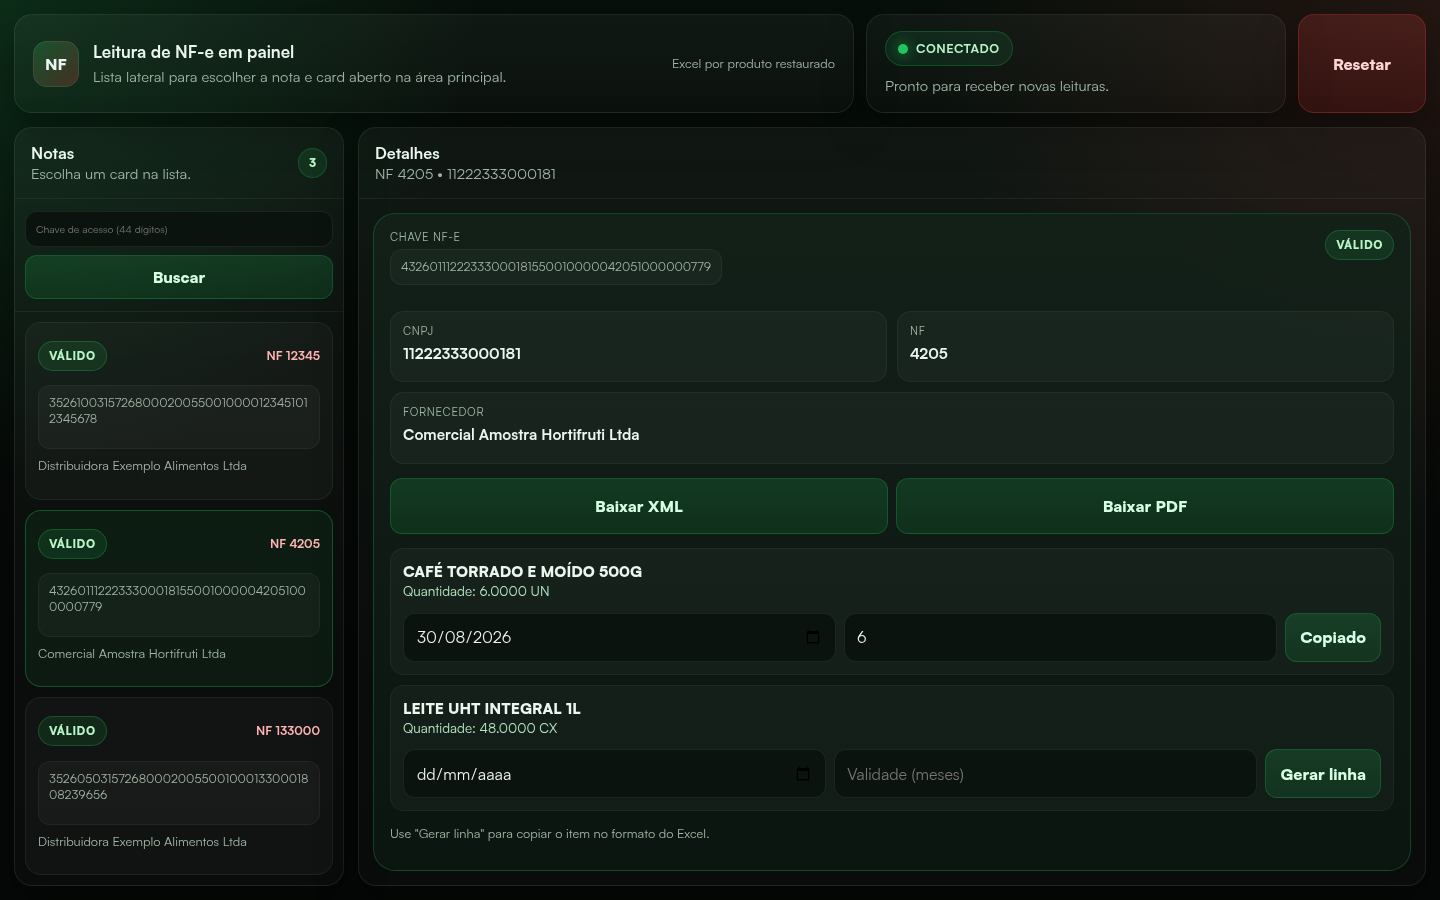 NF
Leitura de NF-e em painel
Lista lateral para escolher a nota e card aberto na área principal.
Excel por produto restaurado
CONECTADO
Pronto para receber novas leituras.
Resetar
Notas
Escolha um card na lista.
3
Chave de acesso (44 dígitos)
Buscar
VÁLIDO
NF 12345
3526100315726800020055001000012345101
2345678
Distribuidora Exemplo Alimentos Ltda
VÁLIDO
NF 4205
4326011122233300018155001000004205100
0000779
Comercial Amostra Hortifruti Ltda
VÁLIDO
NF 133000
352605031572680002005500100013300018
08239656
Distribuidora Exemplo Alimentos Ltda
Detalhes
NF 4205 • 11222333000181
CHAVE NF-E
43260111222333000181550010000042051000000779
VÁLIDO
CNPJ
11222333000181
NF
4205
FORNECEDOR
Comercial Amostra Hortifruti Ltda
Baixar XML
Baixar PDF
CAFÉ TORRADO E MOÍDO 500G
Quantidade: 6.0000 UN
30/08/2026
6
Copiado
LEITE UHT INTEGRAL 1L
Quantidade: 48.0000 CX
dd/mm/aaaa
Validade (meses)
Gerar linha
Use "Gerar linha" para copiar o item no formato do Excel.